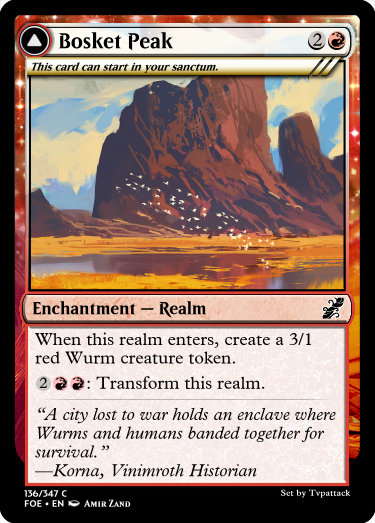 Bosket Peak 2
This card can start in your sanctum.
Enchantment — Realm
When this realm enters, create a 3/1
red Wurm creature token.
2: Transform this realm.
“A city lost to war holds an enclave where
Wurms and humans banded together for
survival.”
—Korna, Vinimroth Historian
136/347 C
Set by Tvpattack
FOE • EN Amir Zand